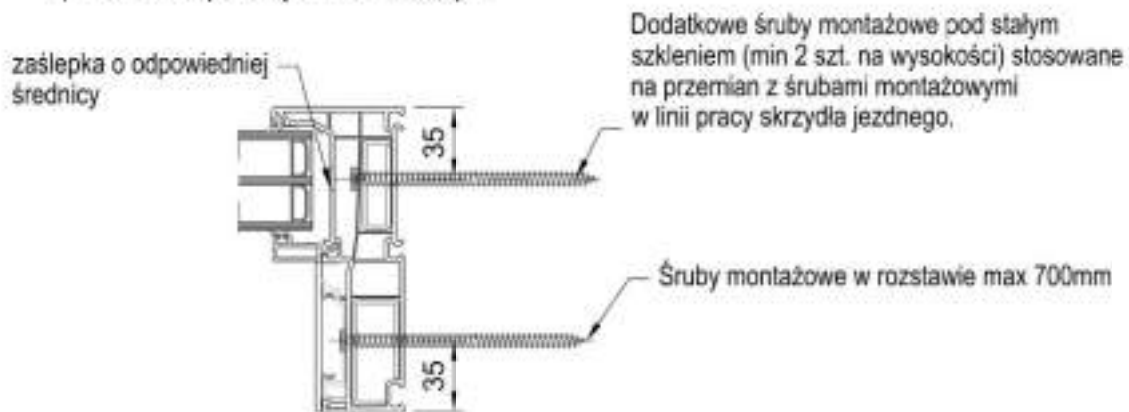 Dodatkowe śruby montażowe pod stałym
szkleniem (min 2 szt. na wysokości) stosowane
na przemian z śrubami montażowymi
w linii pracy skrzydła jezdnego.
zaślepka o odpowiedniej
średnicy
35
Śruby montażowe w rozstawie max 700mm
35